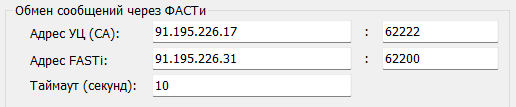 Обмен сообщений через ФАСТи
Адрес УЦ (CA): 91.195.226.17 : 62222
Адрес FASTi: 91.195.226.31 : 62200
Таймаут (секунд): 10